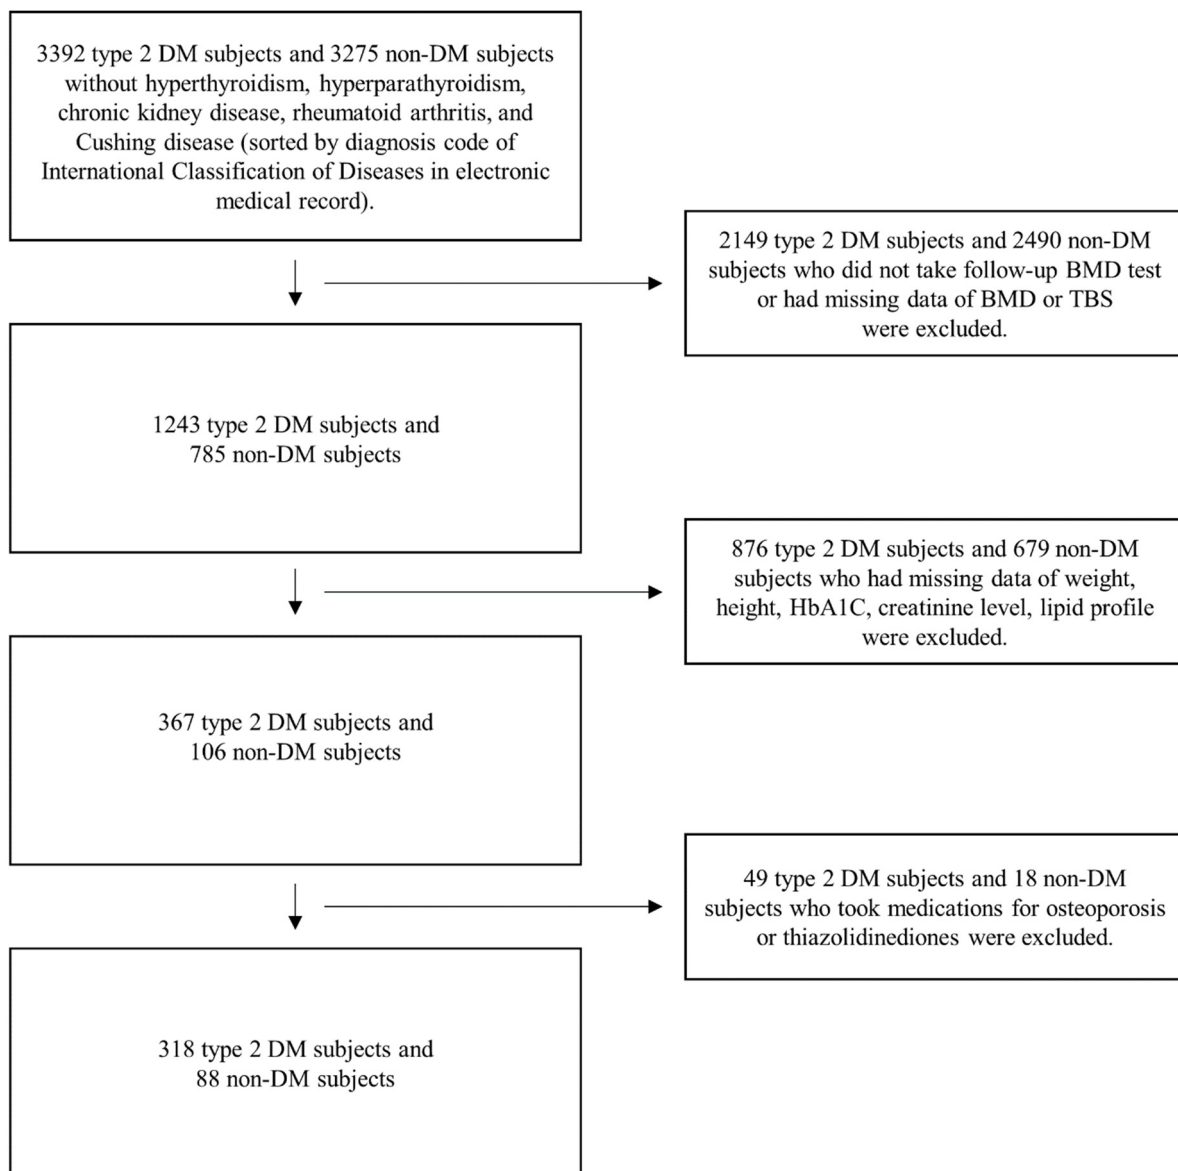 3392 type 2 DM subjects and 3275 non-DM subjects
without hyperthyroidism, hyperparathyroidism,
chronic kidney disease, rheumatoid arthritis, and
Cushing disease (sorted by diagnosis code of
International Classification of Diseases in electronic
medical record).
2149 type 2 DM subjects and 2490 non-DM
subjects who did not take follow-up BMD test
or had missing data of BMD or TBS
were excluded.
1243 type 2 DM subjects and
785 non-DM subjects
876 type 2 DM subjects and 679 non-DM
subjects who had missing data of weight,
height, HbA1C, creatinine level, lipid profile
were excluded.
367 type 2 DM subjects and
106 non-DM subjects
49 type 2 DM subjects and 18 non-DM
subjects who took medications for osteoporosis
or thiazolidinediones were excluded.
318 type 2 DM subjects and
88 non-DM subjects